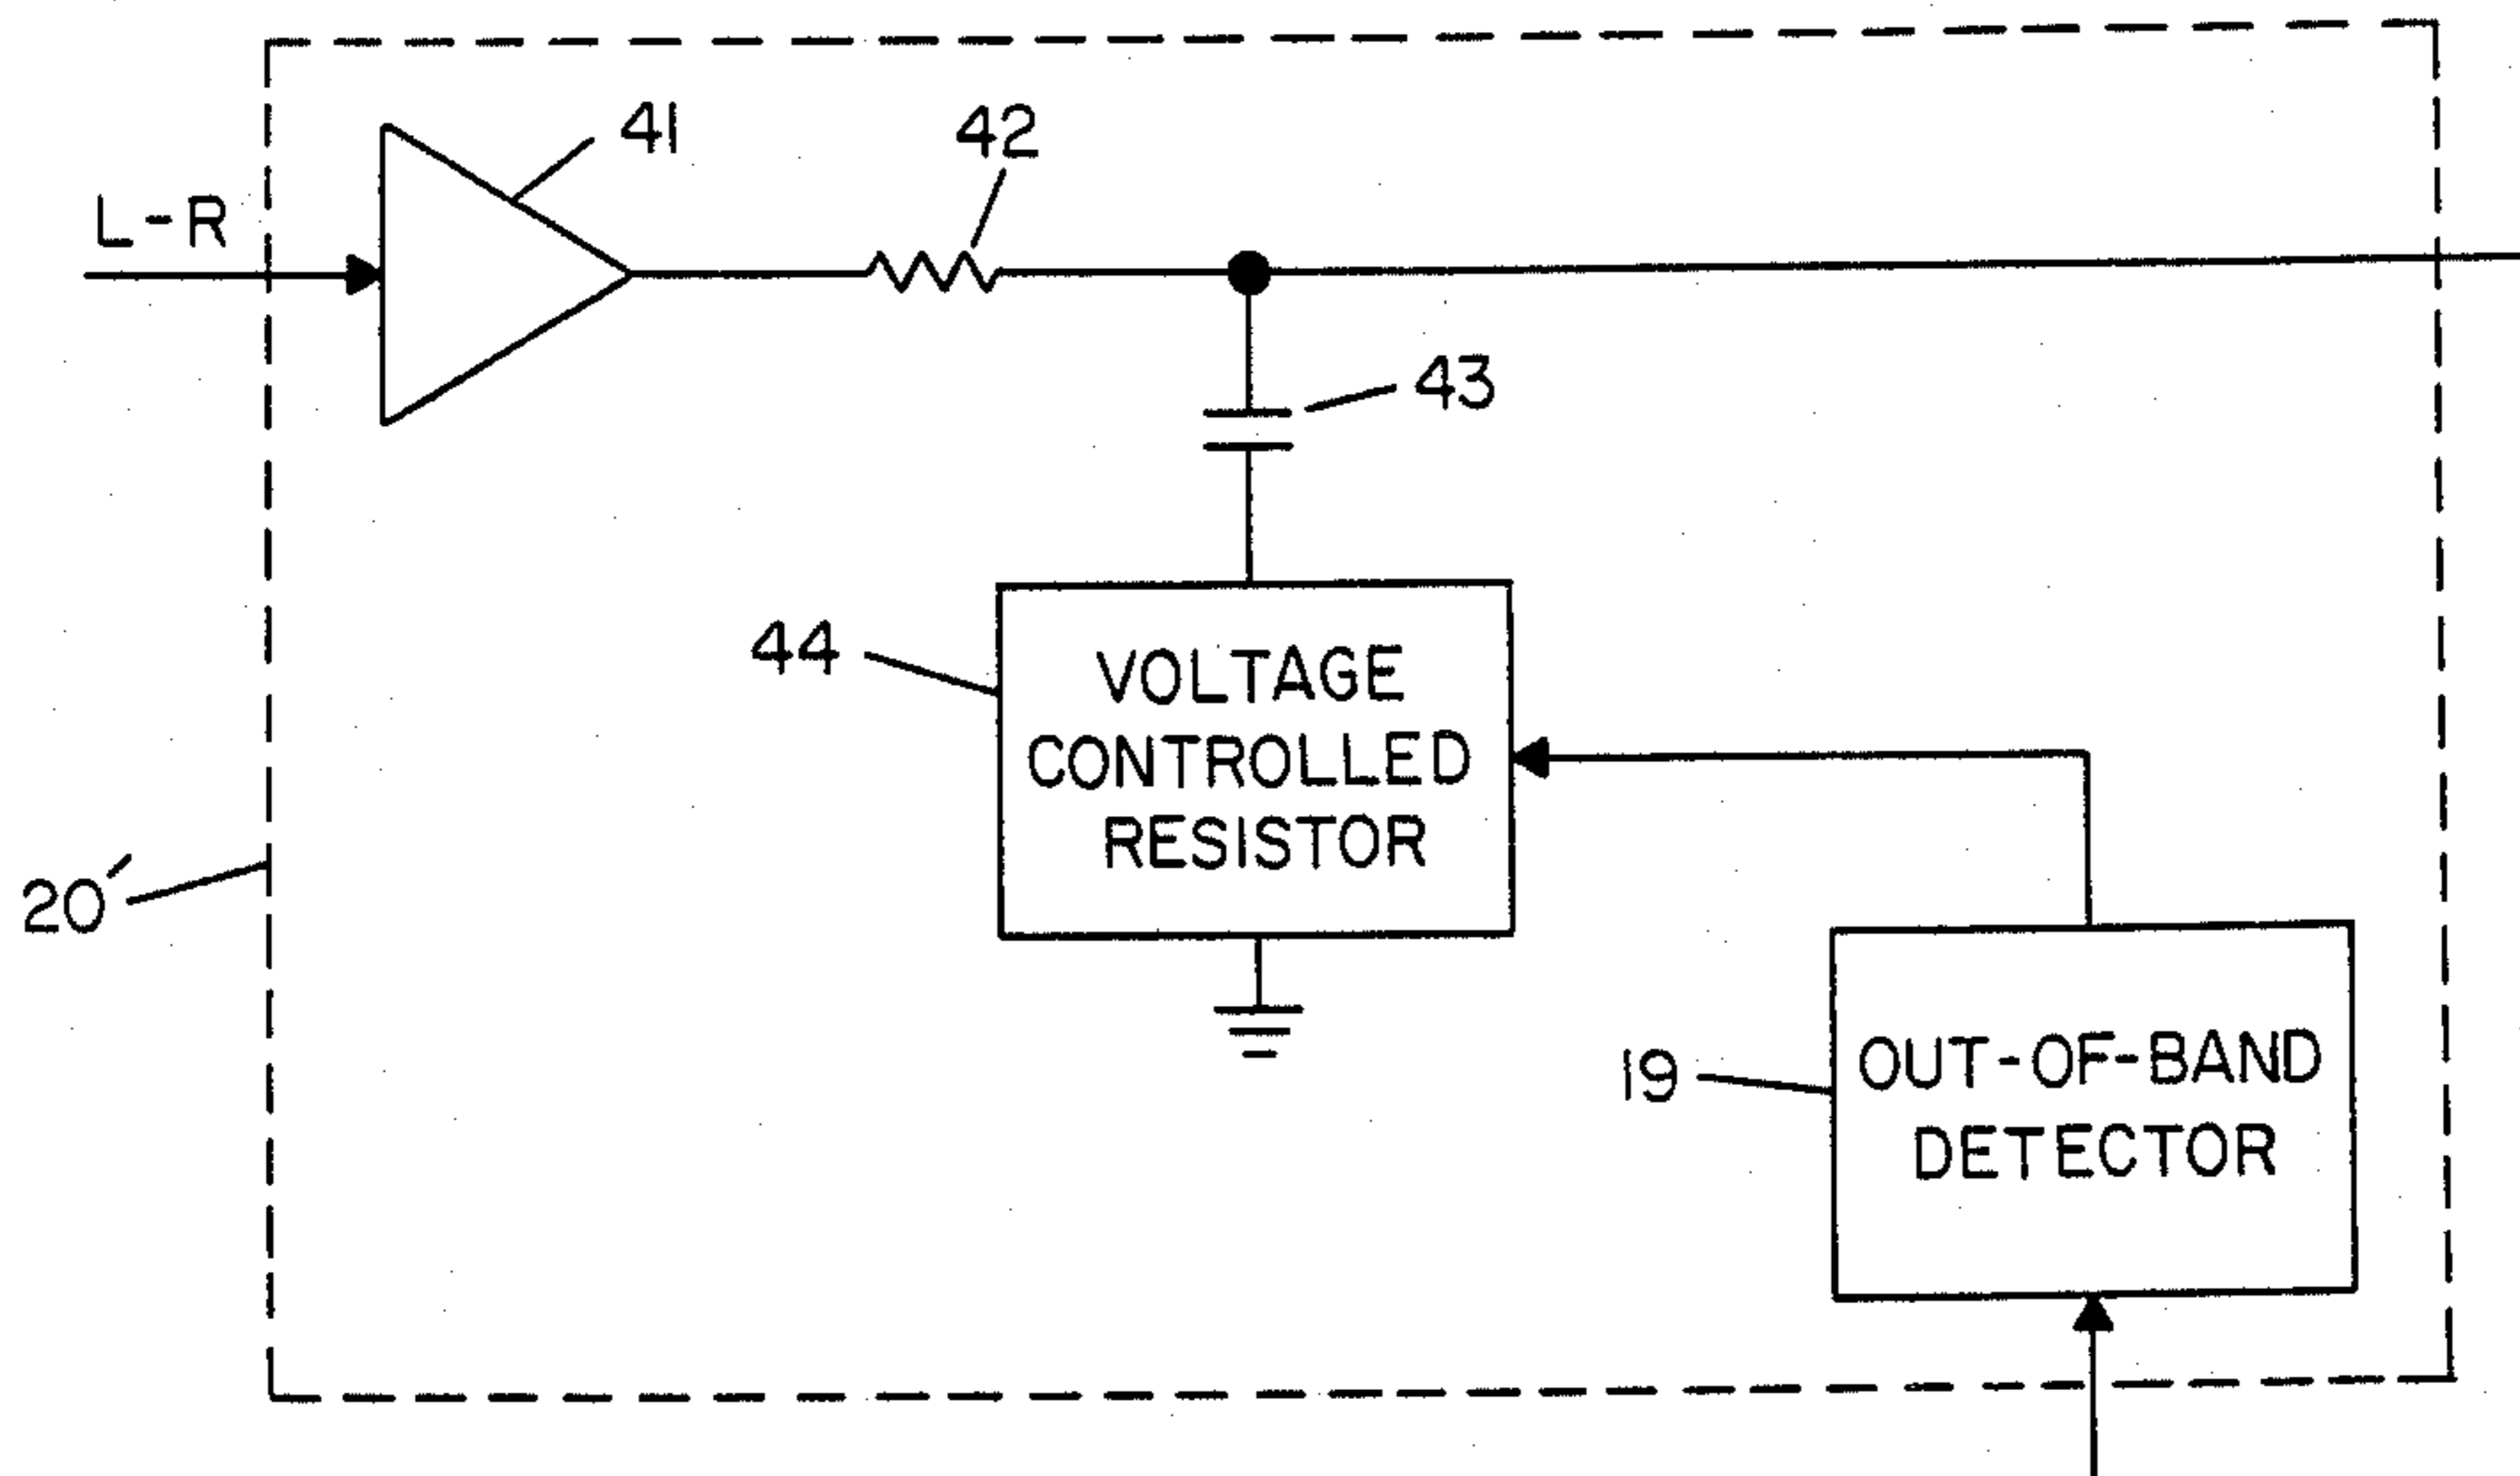 41
42
L-R
43
44
VOLTAGE
CONTROLLED
RESISTOR
20′
19
OUT-OF-BAND
DETECTOR